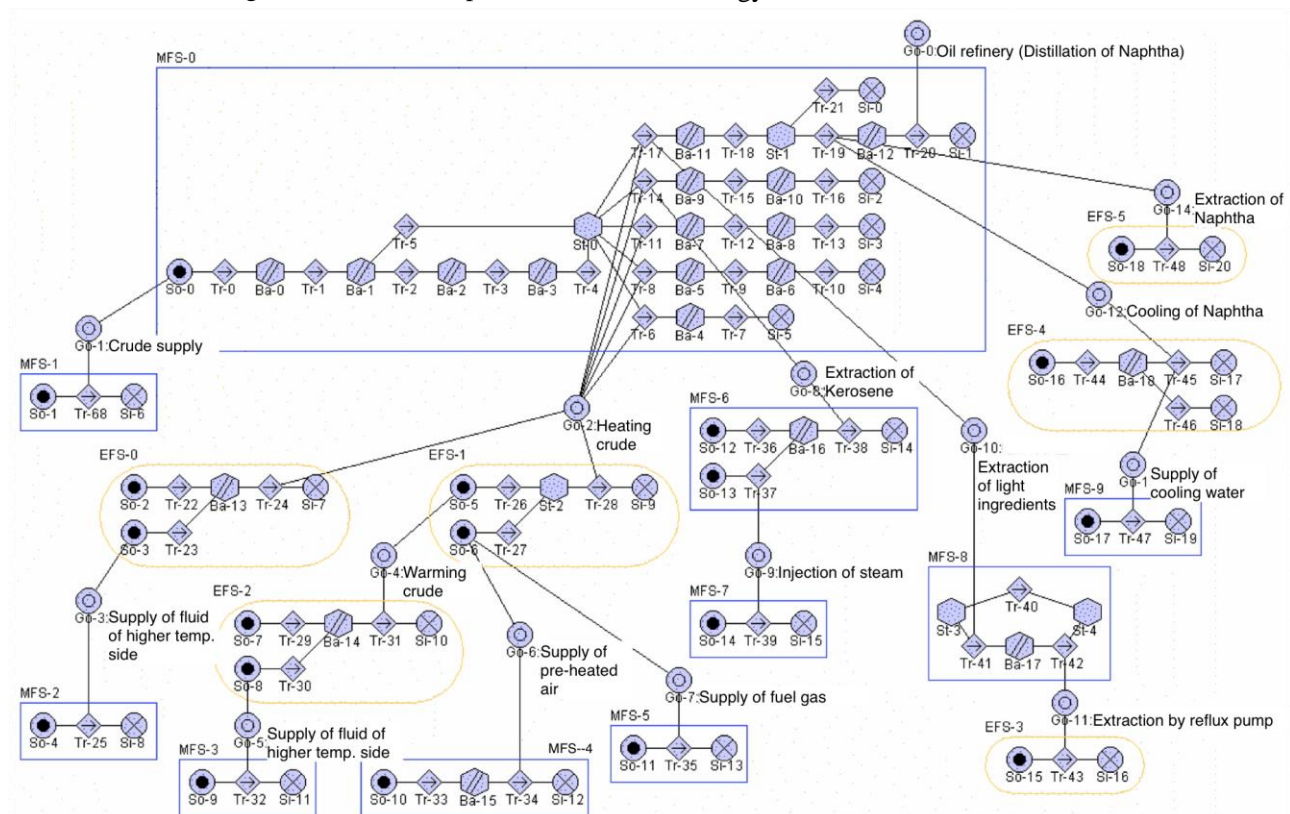 Go-0:Oil refinery (Distillation of Naphtha)
MFS-0
Tr-21 Si-0
Tr-17 Ba-11 Tr-18 St-1 Tr-19 Ba-12 Tr-20 Si-1
Tr-14 Ba-9 Tr-15 Ba-10 Tr-16 Si-2
Tr-5 St-0 Tr-11 Ba-7 Tr-12 Ba-8 Tr-13 Si-3
So-0 Tr-0 Ba-0 Tr-1 Ba-1 Tr-2 Ba-2 Tr-3 Ba-3 Tr-4 Tr-8 Ba-5 Tr-9 Ba-6 Tr-10 Si-4
Tr-6 Ba-4 Tr-7 Si-5
Go-14: Extraction of
Naphtha
EFS-5
So-18 Tr-48 Si-20
Go-12: Cooling of Naphtha
EFS-4
So-16 Tr-44 Ba-18 Tr-45 Si-17
Tr-46 Si-18
Go-1: Crude supply
MFS-1
So-1 Tr-68 Si-6
Go-2: Heating
crude
Extraction of
Go-8: Kerosene
MFS-6
So-12 Tr-36 Ba-16 Tr-38 Si-14
So-13 Tr-37
Go-10:
Extraction
of light
ingredients
Go-1 Supply of
cooling water
MFS-9
So-17 Tr-47 Si-19
EFS-0
So-2 Tr-22 Ba-13 Tr-24 Si-7
So-3 Tr-23
EFS-1
So-5 Tr-26 St-2 Tr-28 Si-9
So-6 Tr-27
Go-3: Supply of fluid
of higher temp.
side
MFS-2
So-4 Tr-25 Si-8
Go-4: Warming
crude
EFS-2
So-7 Tr-29 Ba-14 Tr-31 Si-10
So-8 Tr-30
Go-5: Supply of fluid of
higher temp. side
MFS-3
So-9 Tr-32 Si-11
Go-6: Supply of
pre-heated
air
MFS--4
So-10 Tr-33 Ba-15 Tr-34 Si-12
Go-7: Supply of fuel gas
MFS-5
So-11 Tr-35 Si-13
Go-9: Injection of steam
MFS-7
So-14 Tr-39 Si-15
MFS-8
Tr-40
St-3 St-4
Tr-41 Ba-17 Tr-42
Go-11: Extraction by reflux pump
EFS-3
So-15 Tr-43 Si-16